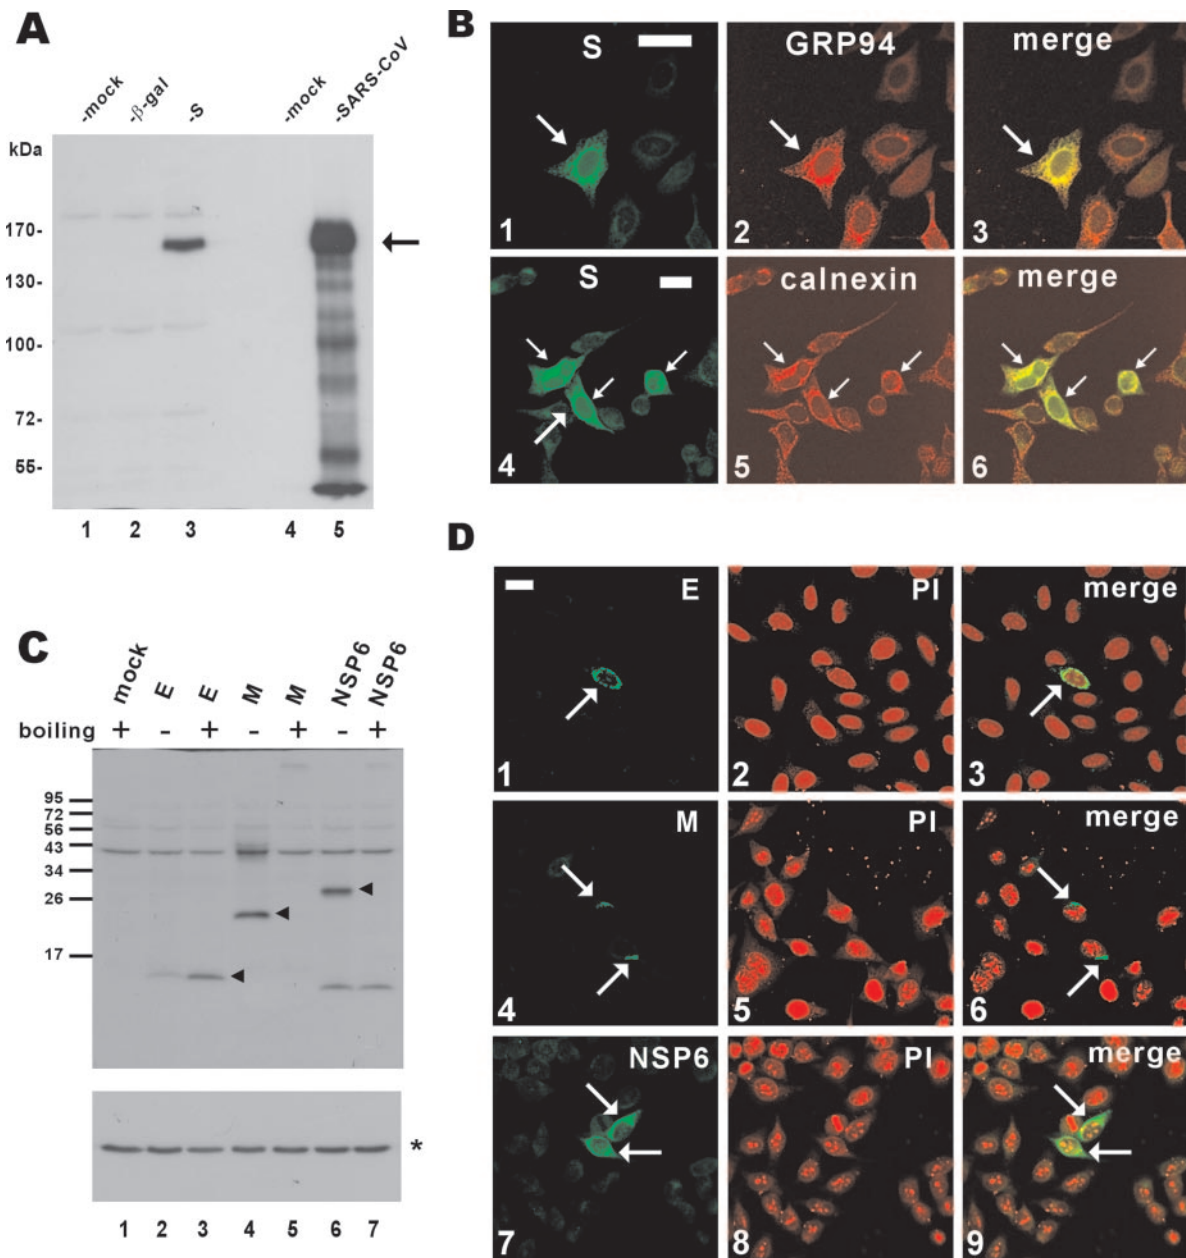 A
-mock
-β-gal
-S
-mock
-SARS-CoV
kDa
170-
130-
100-
72-
65-
1 2 3 4 5
B
S GRP94 merge
1 2 3
S calnexin merge
4 5 6
C
mock E E M M NSP6 NSP6
boiling + - + - + - +
95
72
56
43
34
26
17
*
1 2 3 4 5 6 7
D
E PI merge
1 2 3
M PI merge
4 5 6
NSP6 PI merge
7 8 9